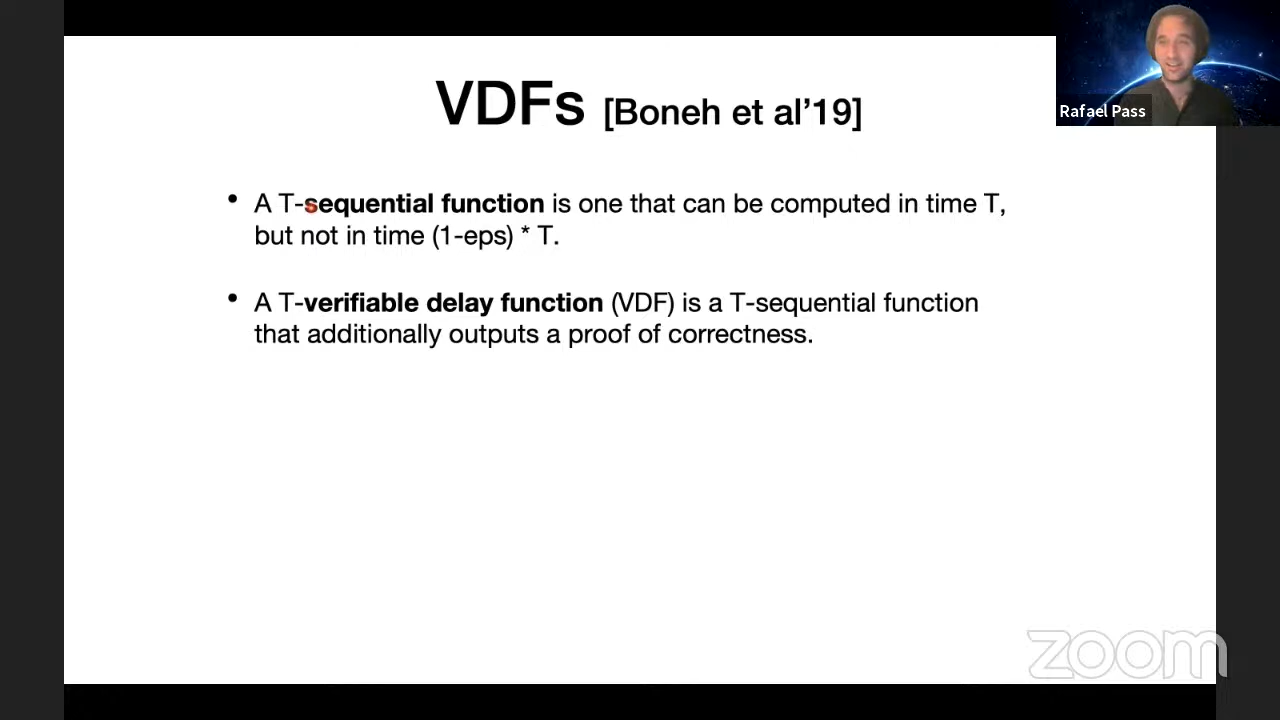 VDFs [Boneh et al’19]
Rafael Pass
• A T-sequential function is one that can be computed in time T,
but not in time (1-eps) * T.
• A T-verifiable delay function (VDF) is a T-sequential function
that additionally outputs a proof of correctness.
zoom